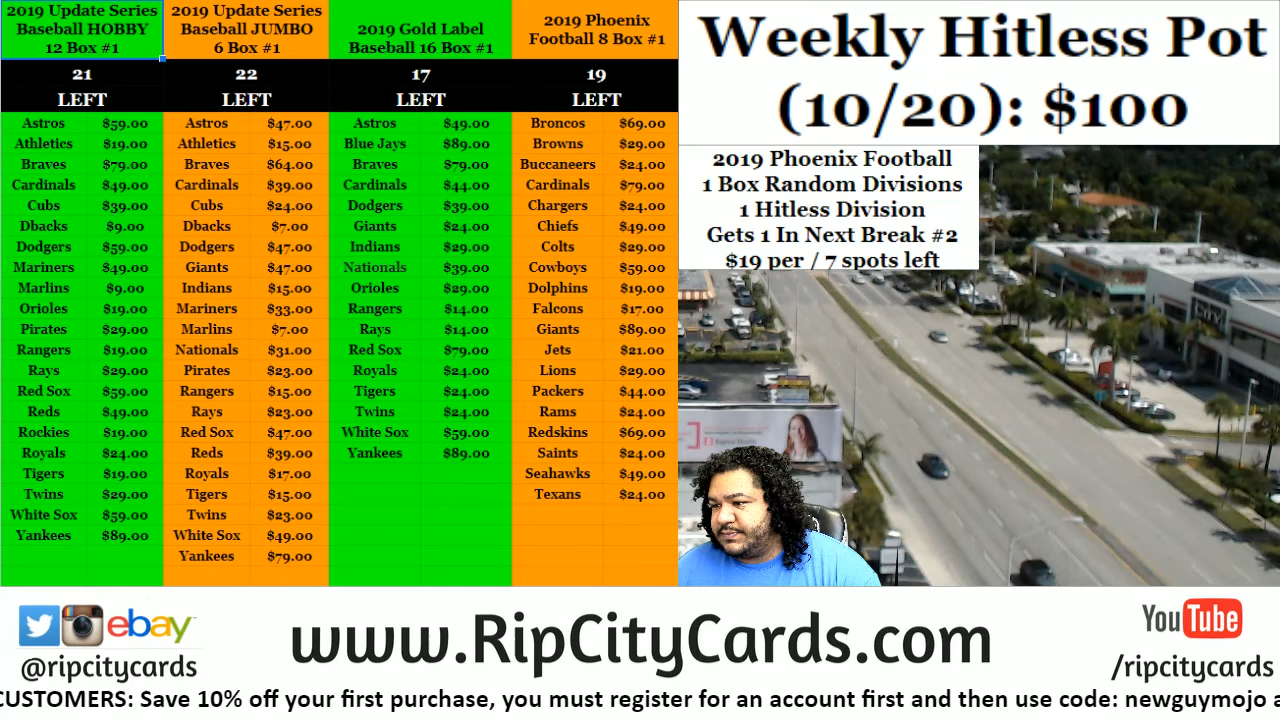 2019 Update Series
Baseball HOBBY
12 Box #1
21
LEFT
Astros $59.00
Athletics $19.00
Braves $79.00
Cardinals $49.00
Cubs $39.00
Dbacks $9.00
Dodgers $59.00
Mariners $49.00
Marlins $9.00
Orioles $19.00
Pirates $29.00
Rangers $19.00
Rays $29.00
Red Sox $59.00
Reds $49.00
Rockies $19.00
Royals $24.00
Tigers $19.00
Twins $29.00
White Sox $59.00
Yankees $89.00
2019 Update Series
Baseball JUMBO
6 Box #1
22
LEFT
Astros $47.00
Athletics $15.00
Braves $64.00
Cardinals $39.00
Cubs $24.00
Dbacks $7.00
Dodgers $47.00
Giants $47.00
Indians $15.00
Mariners $33.00
Marlins $7.00
Nationals $31.00
Pirates $23.00
Rangers $15.00
Rays $23.00
Red Sox $47.00
Reds $39.00
Royals $17.00
Tigers $15.00
Twins $23.00
White Sox $49.00
Yankees $79.00
2019 Gold Label
Baseball 16 Box #1
17
LEFT
Astros $49.00
Blue Jays $89.00
Braves $79.00
Cardinals $44.00
Dodgers $39.00
Giants $24.00
Indians $29.00
Nationals $39.00
Orioles $29.00
Rangers $14.00
Rays $14.00
Red Sox $79.00
Royals $24.00
Tigers $24.00
Twins $24.00
White Sox $59.00
Yankees $89.00
2019 Phoenix
Football 8 Box #1
19
LEFT
Broncos $69.00
Browns $29.00
Buccaneers $24.00
Cardinals $79.00
Chargers $24.00
Chiefs $49.00
Colts $29.00
Cowboys $59.00
Dolphins $19.00
Falcons $17.00
Giants $89.00
Jets $21.00
Lions $29.00
Packers $44.00
Rams $24.00
Redskins $69.00
Saints $24.00
Seahawks $49.00
Texans $24.00
Weekly Hitless Pot
(10/20): $100
2019 Phoenix Football
1 Box Random Divisions
1 Hitless Division
Gets 1 In Next Break #2
$19 per / 7 spots left
ebay
@ripcitycards
www.RipCityCards.com
YouTube
/ripcitycards
CUSTOMERS: Save 10% off your first purchase, you must register for an account first and then use code: newguymojo a